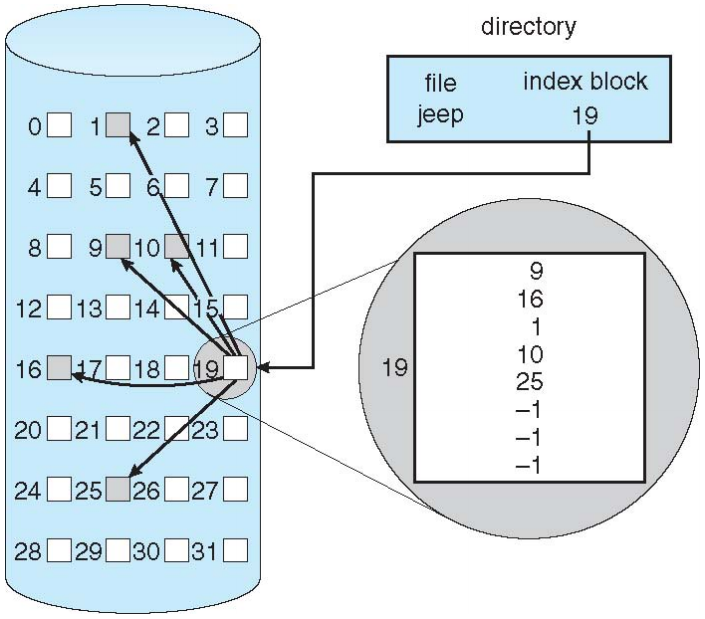 directory
file index block
jeep 19
0 1 2 3
4 5 6 7
8 9 10 11
12 13 14 15
16 17 18 19
20 21 22 23
24 25 26 27
28 29 30 31
19
9
16
1
10
25
–1
–1
–1